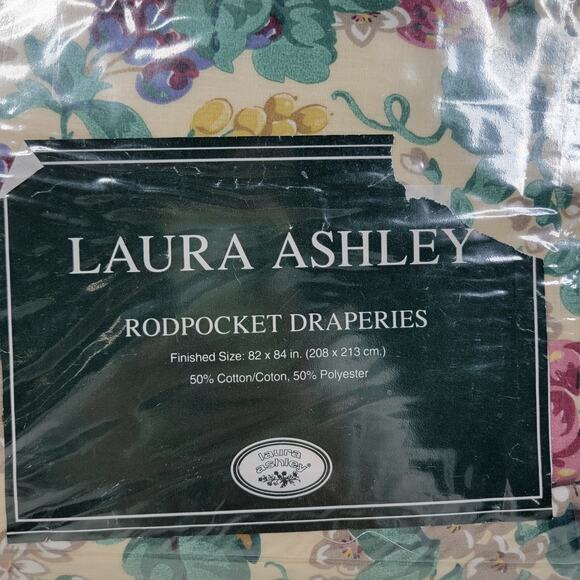 LAURA ASHLEY
RODPOCKET DRAPERIES
Finished Size: 82 x 84 in. (208 x 213 cm.)
50% Cotton/Coton, 50% Polyester
laura
ashley®